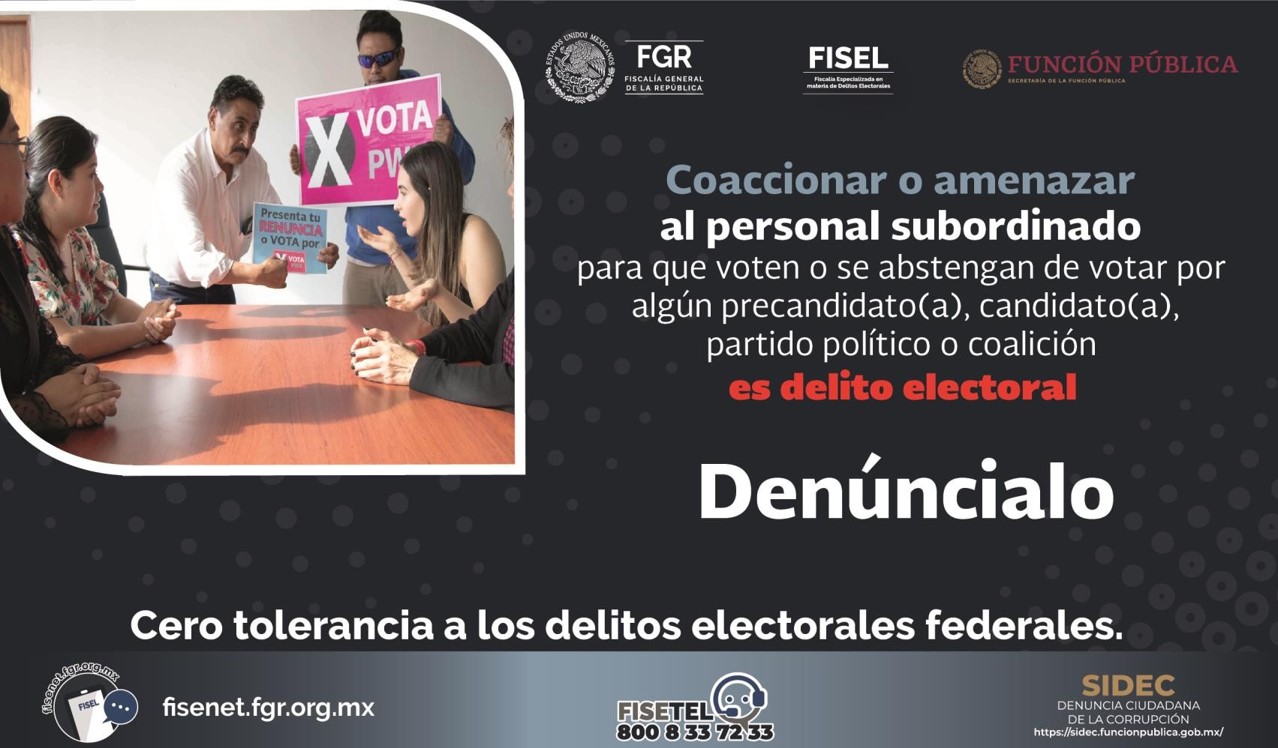 ESTADOS UNIDOS MEXICANOS
FGR
FISCALÍA GENERAL
DE LA REPÚBLICA
FISEL
Fiscalía Especializada en
materia de Delitos Electorales
FUNCIÓN PÚBLICA
SECRETARÍA DE LA FUNCIÓN PÚBLICA
X VOTA
Presenta tu
RENUNCIA
o VOTA por
X VOTA
Coaccionar o amenazar
al personal subordinado
para que voten o se abstengan de votar por
algún precandidato(a), candidato(a),
partido político o coalición
es delito electoral
Denúncialo
Cero tolerancia a los delitos electorales federales.
fisenet.fgr.org.mx
FISEL
fisenet.fgr.org.mx
FISETEL
800 8 33 72 33
SIDEC
DENUNCIA CIUDADANA
DE LA CORRUPCIÓN
https://sidec.funcionpublica.gob.mx/